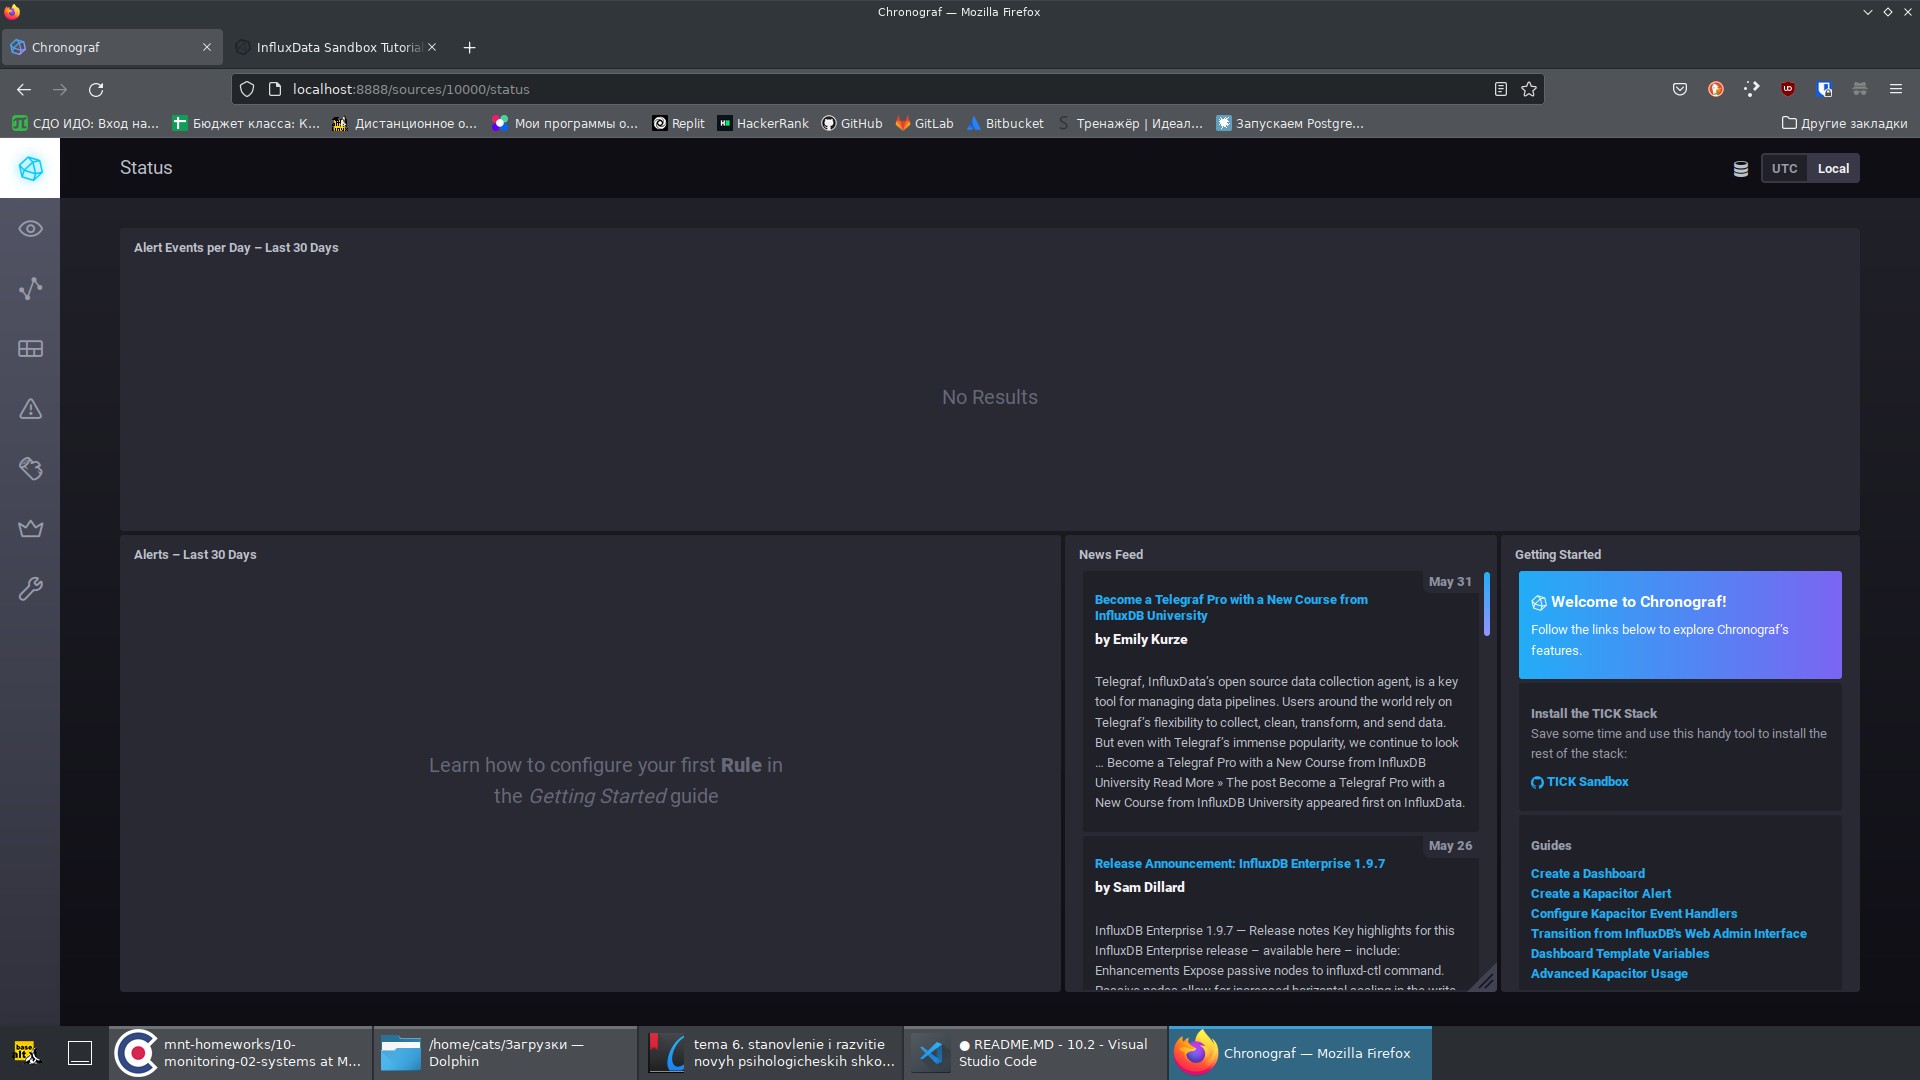 Chronograf — Mozilla Firefox
Chronograf
InfluxData Sandbox Tutoria
localhost:8888/sources/10000/status
СДО ИДО: Вход на...
Бюджет класса: К...
Дистанционное о...
Мои программы о...
Replit
HackerRank
GitHub
GitLab
Bitbucket
Тренажёр | Идеал...
Запускаем Postgre...
Другие закладки
Status
UTC
Local
Alert Events per Day – Last 30 Days
No Results
Alerts – Last 30 Days
Learn how to configure your first Rule in
the Getting Started guide
News Feed
May 31
Become a Telegraf Pro with a New Course from
InfluxDB University
by Emily Kurze
Telegraf, InfluxData’s open source data collection agent, is a key
tool for managing data pipelines. Users around the world rely on
Telegraf’s flexibility to collect, clean, transform, and send data.
But even with Telegraf’s immense popularity, we continue to look
... Become a Telegraf Pro with a New Course from InfluxDB
University Read More » The post Become a Telegraf Pro with a
New Course from InfluxDB University appeared first on InfluxData.
May 26
Release Announcement: InfluxDB Enterprise 1.9.7
by Sam Dillard
InfluxDB Enterprise 1.9.7 — Release notes Key highlights for this
InfluxDB Enterprise release – available here – include:
Enhancements Expose passive nodes to influxd-ctl command.
Passive nodes allow for increased horizontal scaling in the write
Getting Started
Welcome to Chronograf!
Follow the links below to explore Chronograf’s
features.
Install the TICK Stack
Save some time and use this handy tool to install the
rest of the stack:
TICK Sandbox
Guides
Create a Dashboard
Create a Kapacitor Alert
Configure Kapacitor Event Handlers
Transition from InfluxDB's Web Admin Interface
Dashboard Template Variables
Advanced Kapacitor Usage
mnt-homeworks/10-
monitoring-02-systems at M...
/home/cats/Загрузки —
Dolphin
tema 6. stanovlenie i razvitie
novyh psihologicheskih shko...
● README.MD - 10.2 - Visual
Studio Code
Chronograf — Mozilla Firefox